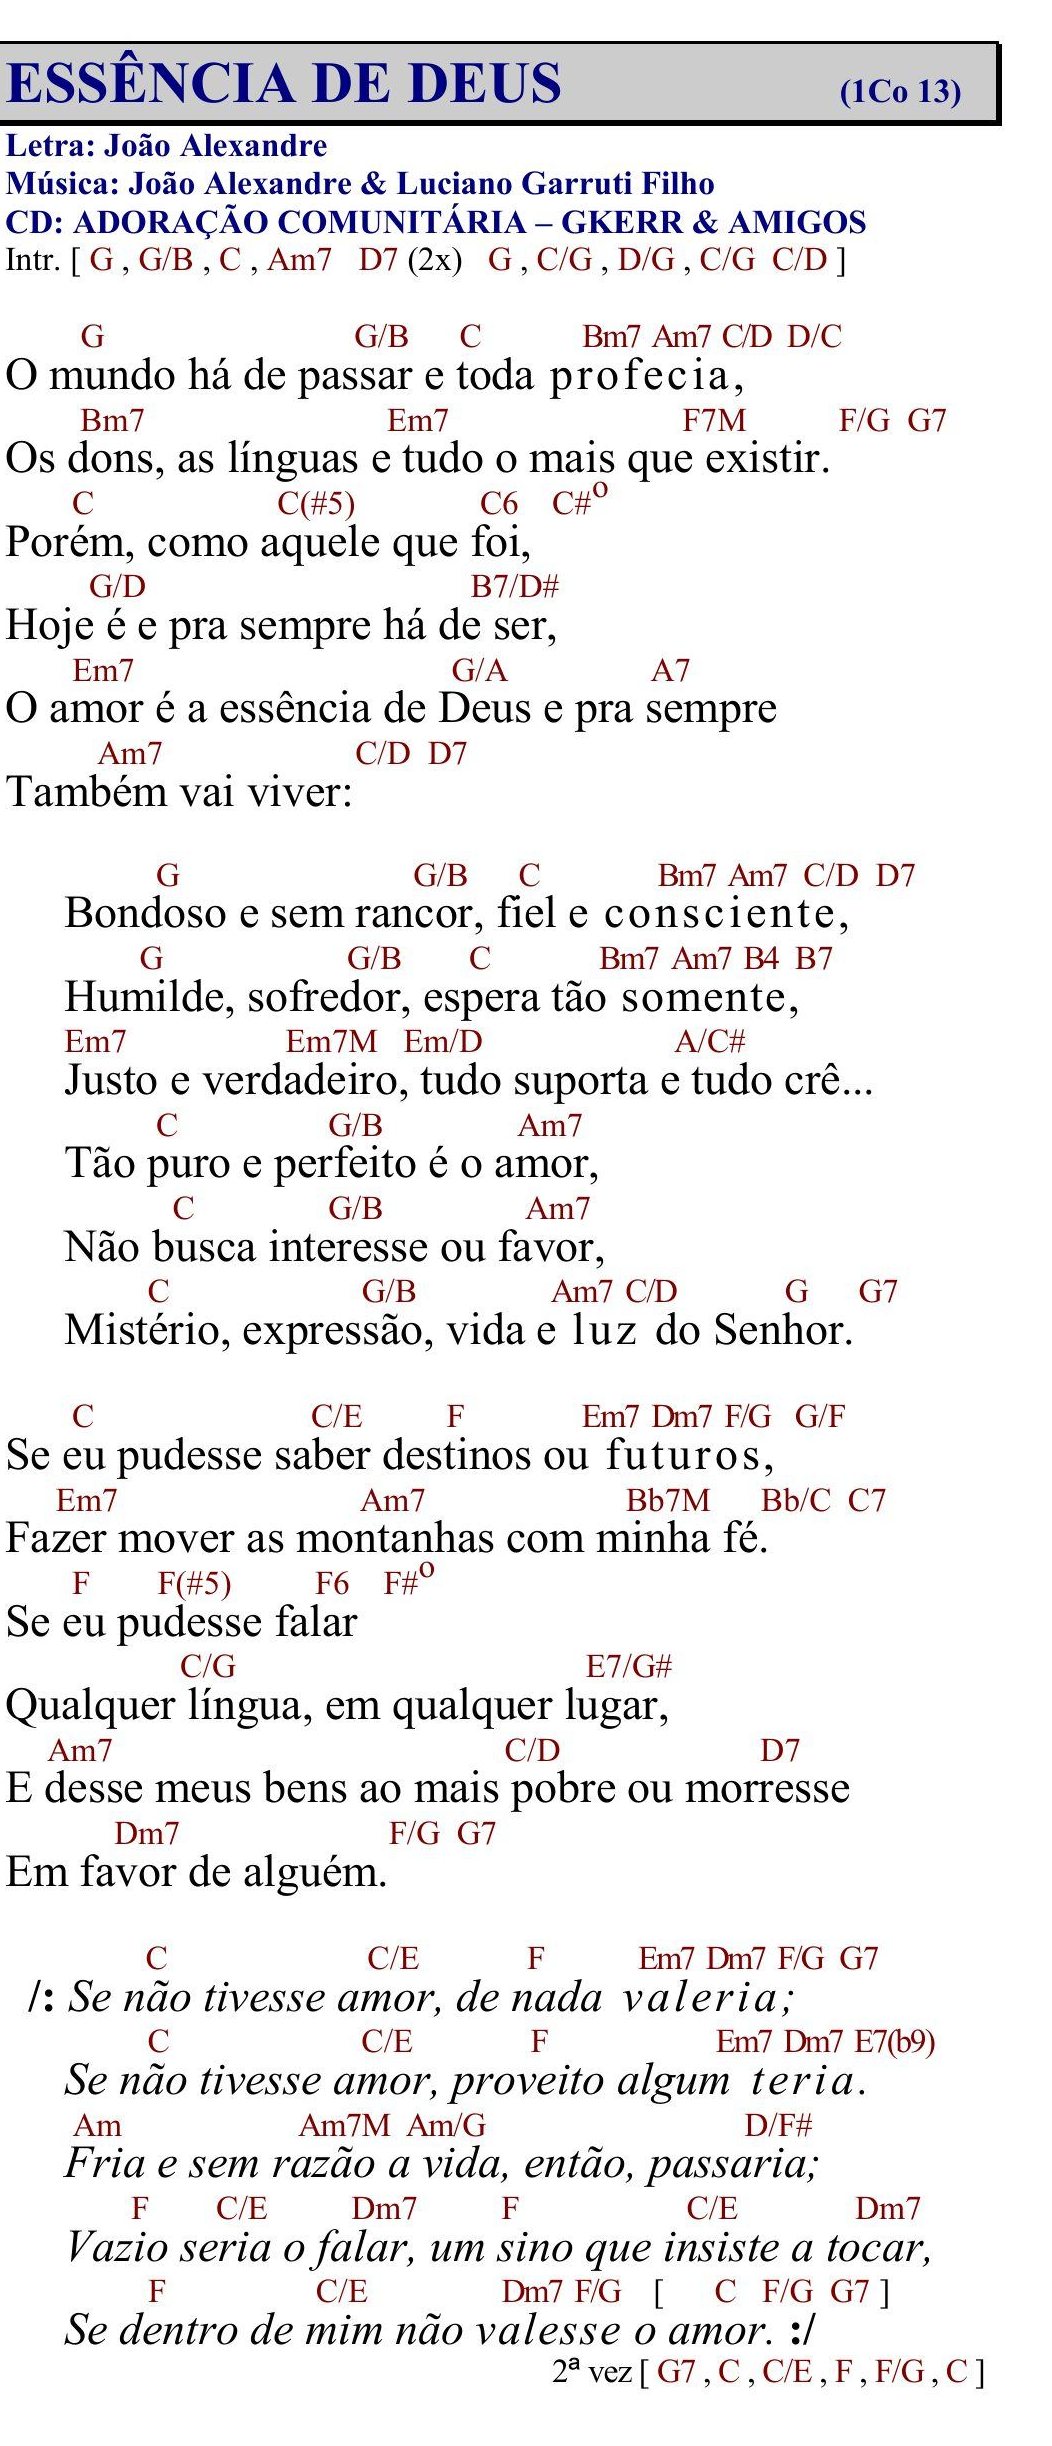 ESSÊNCIA DE DEUS (1Co 13)
Letra: João Alexandre
Música: João Alexandre & Luciano Garruti Filho
CD: ADORAÇÃO COMUNITÁRIA – GKERR & AMIGOS
Intr. [ G , G/B , C , Am7 D7 (2x) G , C/G , D/G , C/G C/D ]
G G/B C Bm7 Am7 C/D D/C
O mundo há de passar e toda profecia,
Bm7 Em7 F7M F/G G7
Os dons, as línguas e tudo o mais que existir.
C C(#5) C6 C#º
Porém, como aquele que foi,
G/D B7/D#
Hoje é e pra sempre há de ser,
Em7 G/A A7
O amor é a essência de Deus e pra sempre
Am7 C/D D7
Também vai viver:
G G/B C Bm7 Am7 C/D D7
Bondoso e sem rancor, fiel e consciente,
G G/B C Bm7 Am7 B4 B7
Humilde, sofredor, espera tão somente,
Em7 Em7M Em/D A/C#
Justo e verdadeiro, tudo suporta e tudo crê...
C G/B Am7
Tão puro e perfeito é o amor,
C G/B Am7
Não busca interesse ou favor,
C G/B Am7 C/D G G7
Mistério, expressão, vida e luz do Senhor.
C C/E F Em7 Dm7 F/G G/F
Se eu pudesse saber destinos ou futuros,
Em7 Am7 Bb7M Bb/C C7
Fazer mover as montanhas com minha fé.
F F(#5) F6 F#º
Se eu pudesse falar
C/G E7/G#
Qualquer língua, em qualquer lugar,
Am7 C/D D7
E desse meus bens ao mais pobre ou morresse
Dm7 F/G G7
Em favor de alguém.
C C/E F Em7 Dm7 F/G G7
/: Se não tivesse amor, de nada valeria;
C C/E F Em7 Dm7 E7(b9)
Se não tivesse amor, proveito algum teria.
Am Am7M Am/G D/F#
Fria e sem razão a vida, então, passaria;
F C/E Dm7 F C/E Dm7
Vazio seria o falar, um sino que insiste a tocar,
F C/E Dm7 F/G [ C F/G G7 ]
Se dentro de mim não valesse o amor. :/
2ª vez [ G7 , C , C/E , F , F/G , C ]